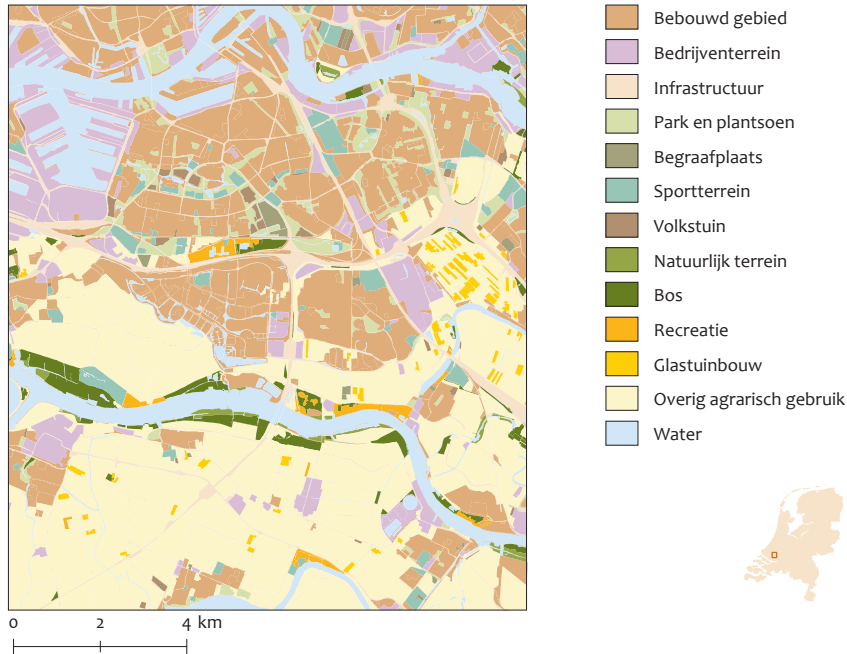 Bebouwd gebied
Bedrijventerrein
Infrastructuur
Park en plantsoen
Begraafplaats
Sportterrein
Volkstuin
Natuurlijk terrein
Bos
Recreatie
Glastuinbouw
Overig agrarisch gebruik
Water
0 2 4 km